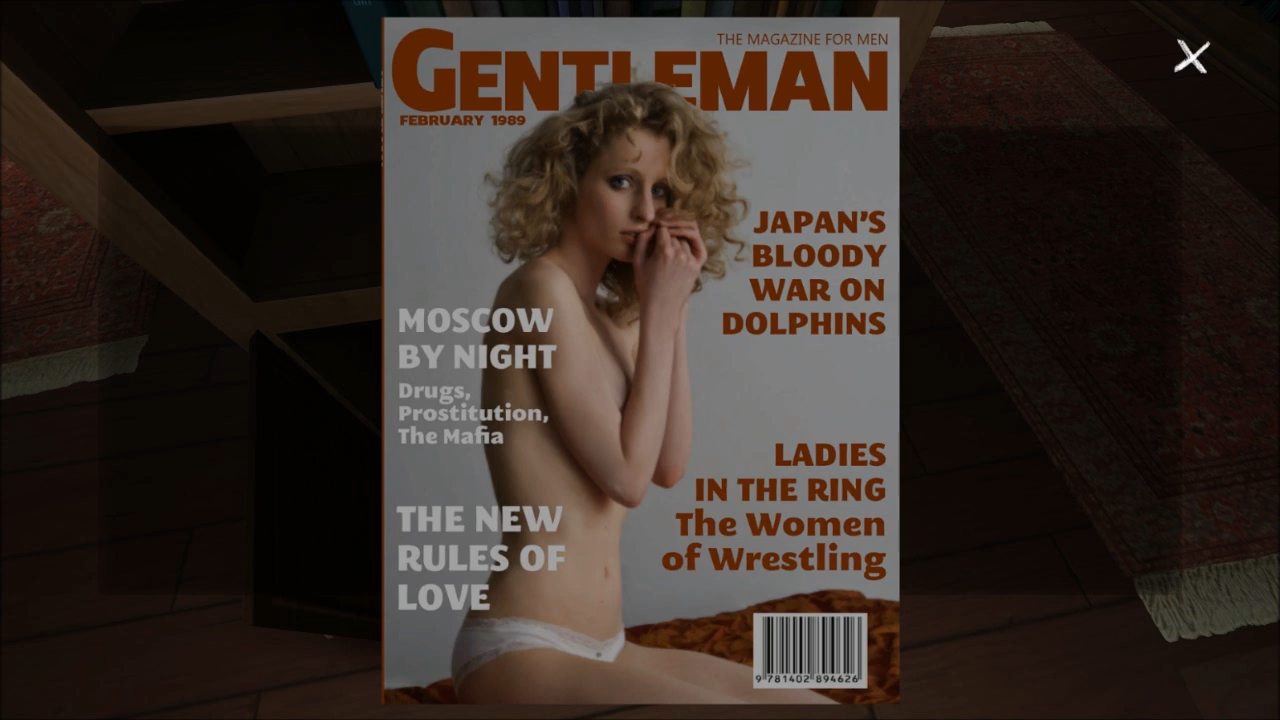 THE MAGAZINE FOR MEN
GENTLEMAN
FEBRUARY 1989
JAPAN'S
BLOODY
WAR ON
DOLPHINS
MOSCOW
BY NIGHT
Drugs,
Prostitution,
The Mafia
LADIES
IN THE RING
The Women
of Wrestling
THE NEW
RULES OF
LOVE
9 781402 894626